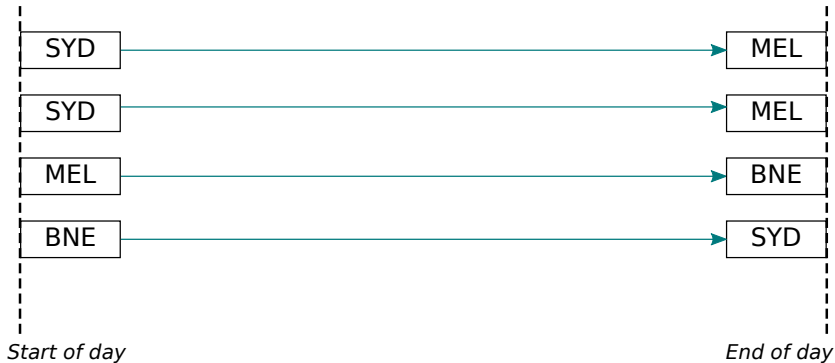 SYD MEL
SYD MEL
MEL BNE
BNE SYD
Start of day End of day